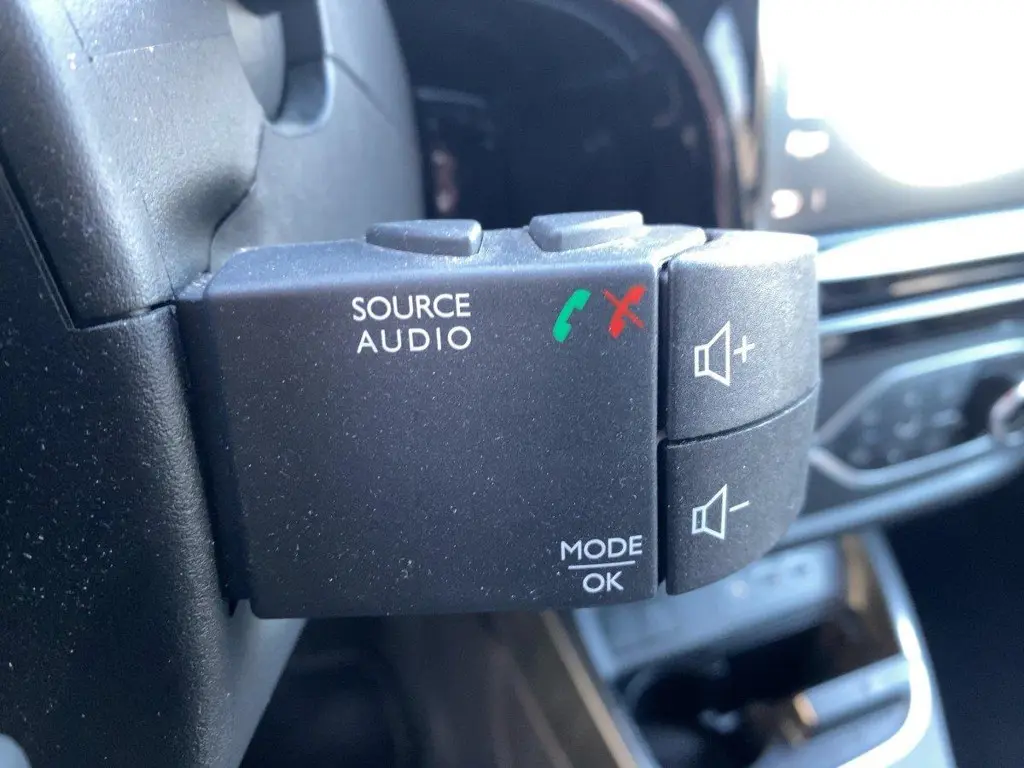 SOURCE
AUDIO
+
-
MODE
OK